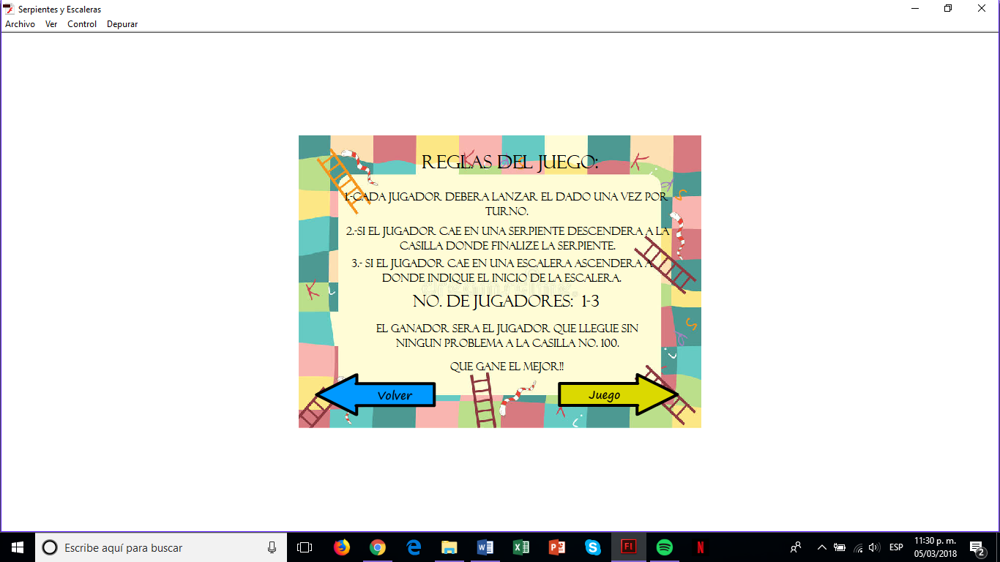 Serpientes y Escaleras
Archivo Ver Control Depurar
REGLAS DEL JUEGO:
1.-CADA JUGADOR DEBERA LANZAR EL DADO UNA VEZ POR
TURNO.
2.-SI EL JUGADOR CAE EN UNA SERPIENTE DESCENDERA A LA
CASILLA DONDE FINALIZE LA SERPIENTE.
3.- SI EL JUGADOR CAE EN UNA ESCALERA ASCENDERA A
DONDE INDIQUE EL INICIO DE LA ESCALERA.
NO. DE JUGADORES: 1-3
EL GANADOR SERA EL JUGADOR QUE LLEGUE SIN
NINGUN PROBLEMA A LA CASILLA NO. 100.
QUE GANE EL MEJOR!!
Volver
Juego
Escribe aquí para buscar
ESP
11:30 p. m.
05/03/2018
2